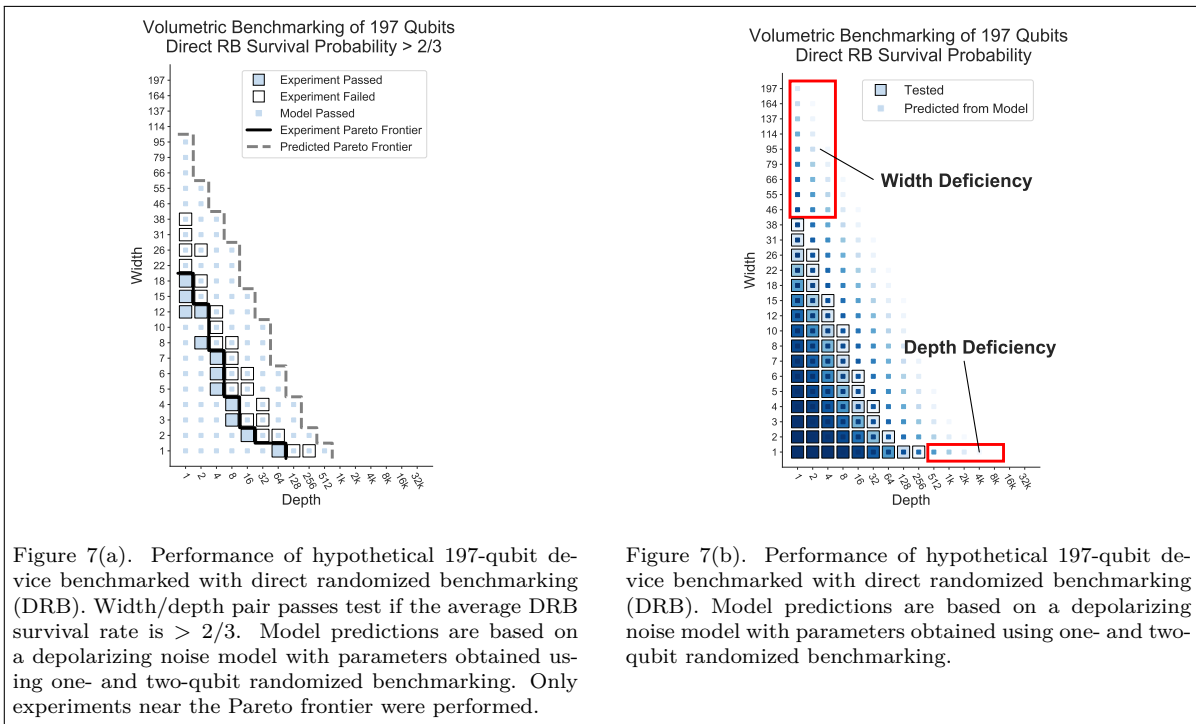 Volumetric Benchmarking of 197 Qubits
Direct RB Survival Probability > 2/3
Experiment Passed
Experiment Failed
Model Passed
Experiment Pareto Frontier
Predicted Pareto Frontier
Width
197
164
137
114
95
79
66
55
46
38
31
26
22
18
15
12
10
8
7
6
5
4
3
2
1
1 2 4 8 16 32 64 128 256 512 1k 2k 4k 8k 16k 32k
Depth
Volumetric Benchmarking of 197 Qubits
Direct RB Survival Probability
Tested
Predicted from Model
Width Deficiency
Depth Deficiency
Width
197
164
137
114
95
79
66
55
46
38
31
26
22
18
15
12
10
8
7
6
5
4
3
2
1
1 2 4 8 16 32 64 128 256 512 1k 2k 4k 8k 16k 32k
Depth
Figure 7(a). Performance of hypothetical 197-qubit de-
vice benchmarked with direct randomized benchmarking
(DRB). Width/depth pair passes test if the average DRB
survival rate is > 2/3. Model predictions are based on
a depolarizing noise model with parameters obtained us-
ing one- and two-qubit randomized benchmarking. Only
experiments near the Pareto frontier were performed.
Figure 7(b). Performance of hypothetical 197-qubit de-
vice benchmarked with direct randomized benchmarking
(DRB). Model predictions are based on a depolarizing
noise model with parameters obtained using one- and two-
qubit randomized benchmarking.